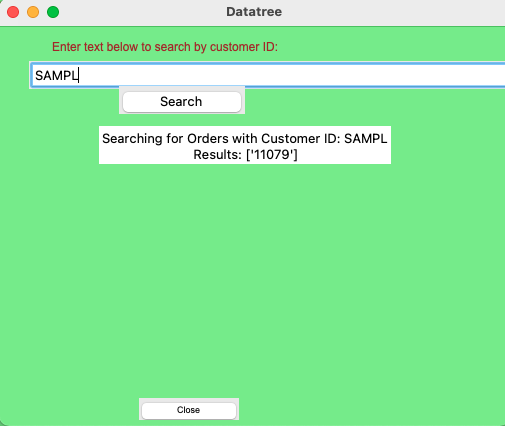 Datatree
Enter text below to search by customer ID:
SAMPL
Search
Searching for Orders with Customer ID: SAMPL
Results: ['11079']
Close